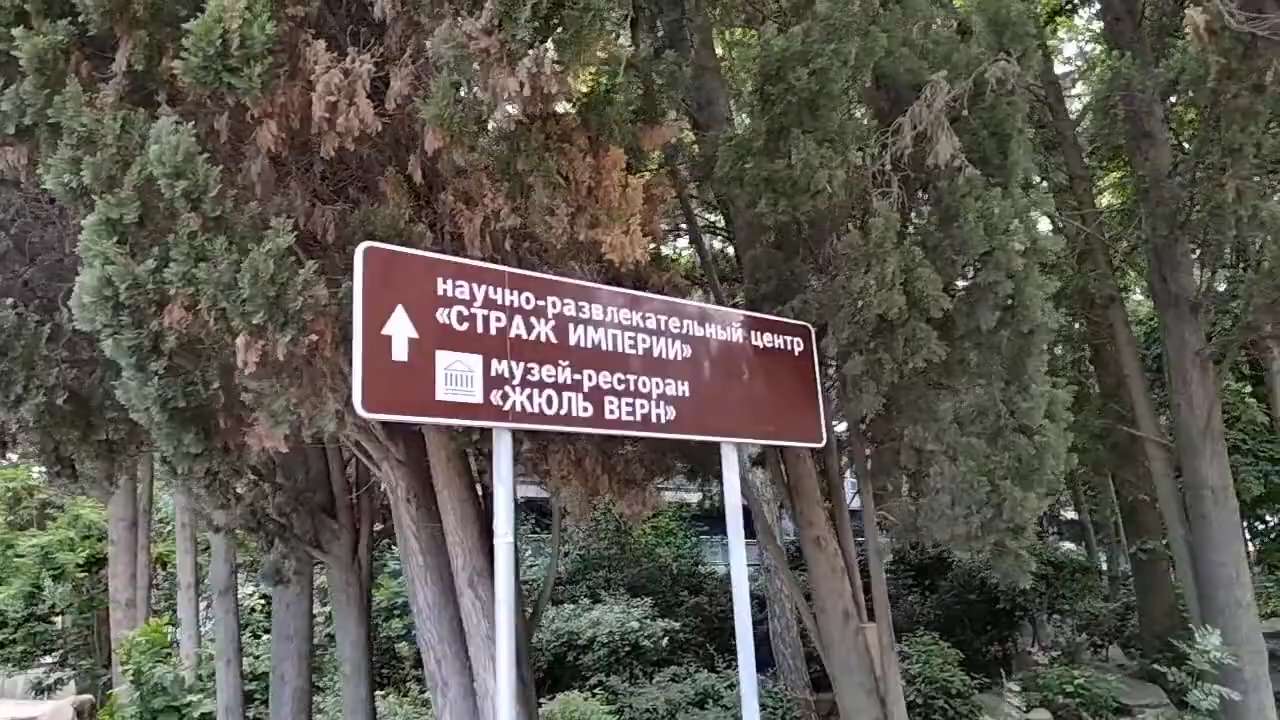 научно-развлекательный центр
«СТРАЖ ИМПЕРИИ»
музей-ресторан
«ЖЮЛЬ ВЕРН»